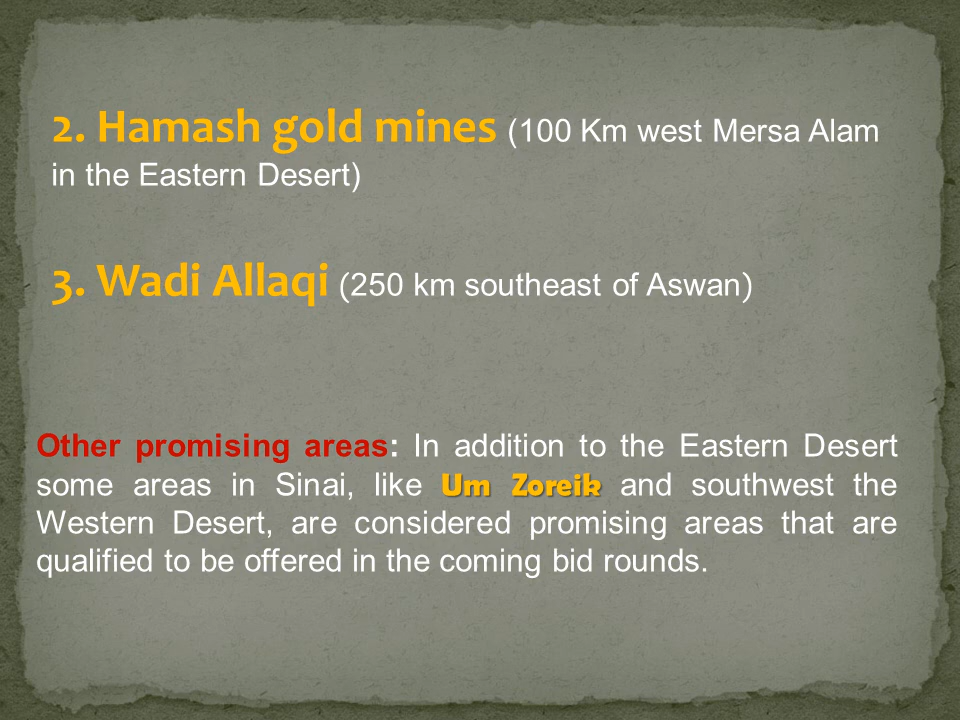 2. Hamash gold mines (100 Km west Mersa Alam
in the Eastern Desert)
3. Wadi Allaqi (250 km southeast of Aswan)
Other promising areas: In addition to the Eastern Desert
some areas in Sinai, like Um Zoreik and southwest the
Western Desert, are considered promising areas that are
qualified to be offered in the coming bid rounds.